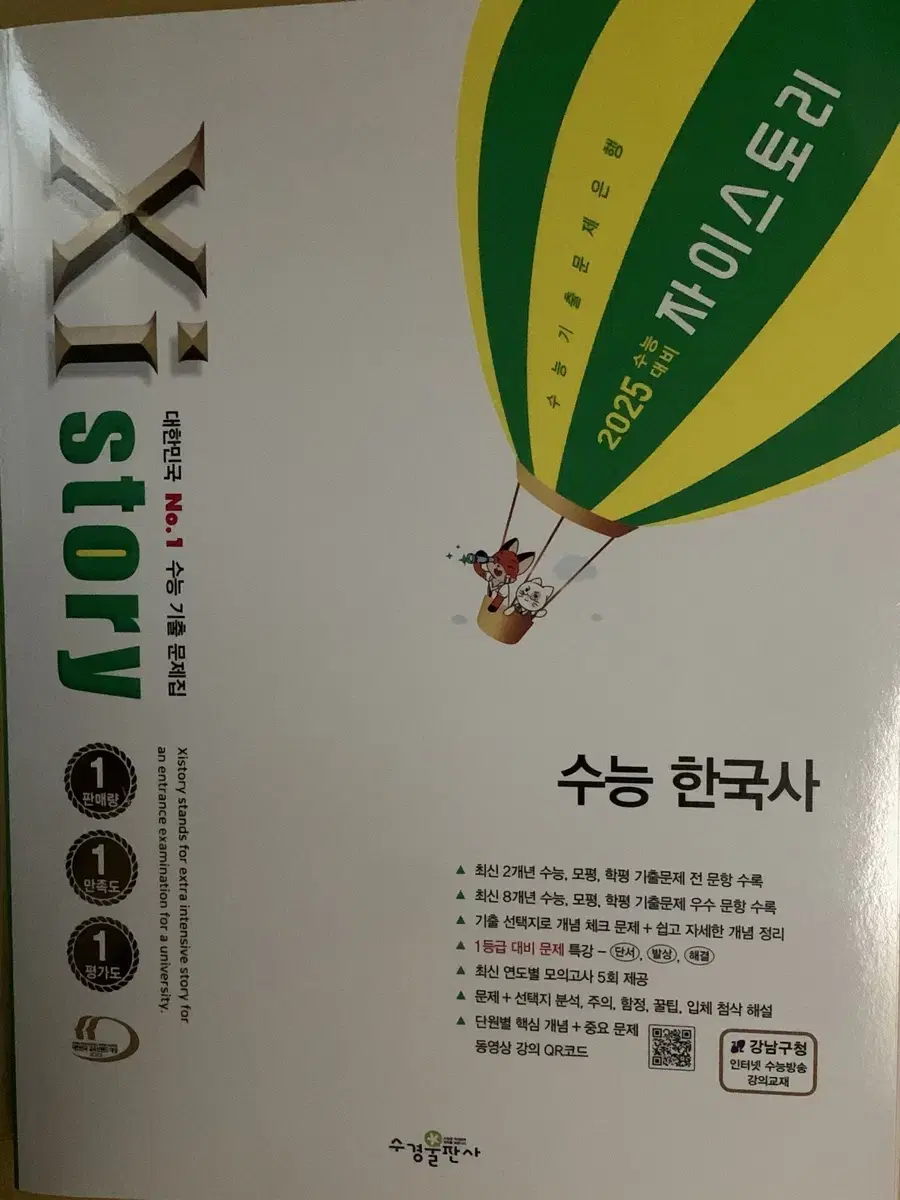 Xi story
대한민국 No.1 수능 기출 문제집
Xistory stands for extra intensive story for
an entrance examination for a university.
1
판매량
1
만족도
1
평가도
수능기출문제은행
2025 수능
대비
자이스토리
수능 한국사
▲ 최신 2개년 수능, 모평, 학평 기출문제 전 문항 수록
▲ 최신 8개년 수능, 모평, 학평 기출문제 우수 문항 수록
▲ 기출 선택지로 개념 체크 문제 + 쉽고 자세한 개념 정리
▲ 1등급 대비 문제 특강 – 단서, 발상, 해결
▲ 최신 연도별 모의고사 5회 제공
▲ 문제 + 선택지 분석, 주의, 함정, 꿀팁, 입체 첨삭 해설
▲ 단원별 핵심 개념 + 중요 문제
동영상 강의 QR코드
강남구청
인터넷 수능방송
강의교재
수경출판사